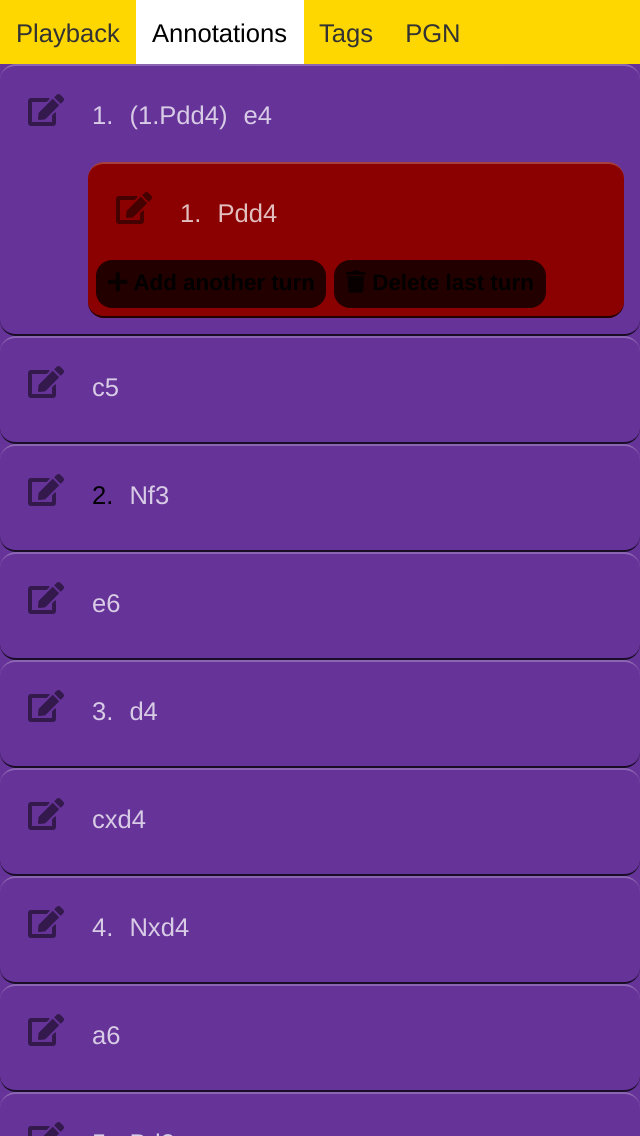 Playback Annotations Tags PGN
1. (1.Pdd4) e4
1. Pdd4
Add another turn Delete last turn
c5
2. Nf3
e6
3. d4
cxd4
4. Nxd4
a6